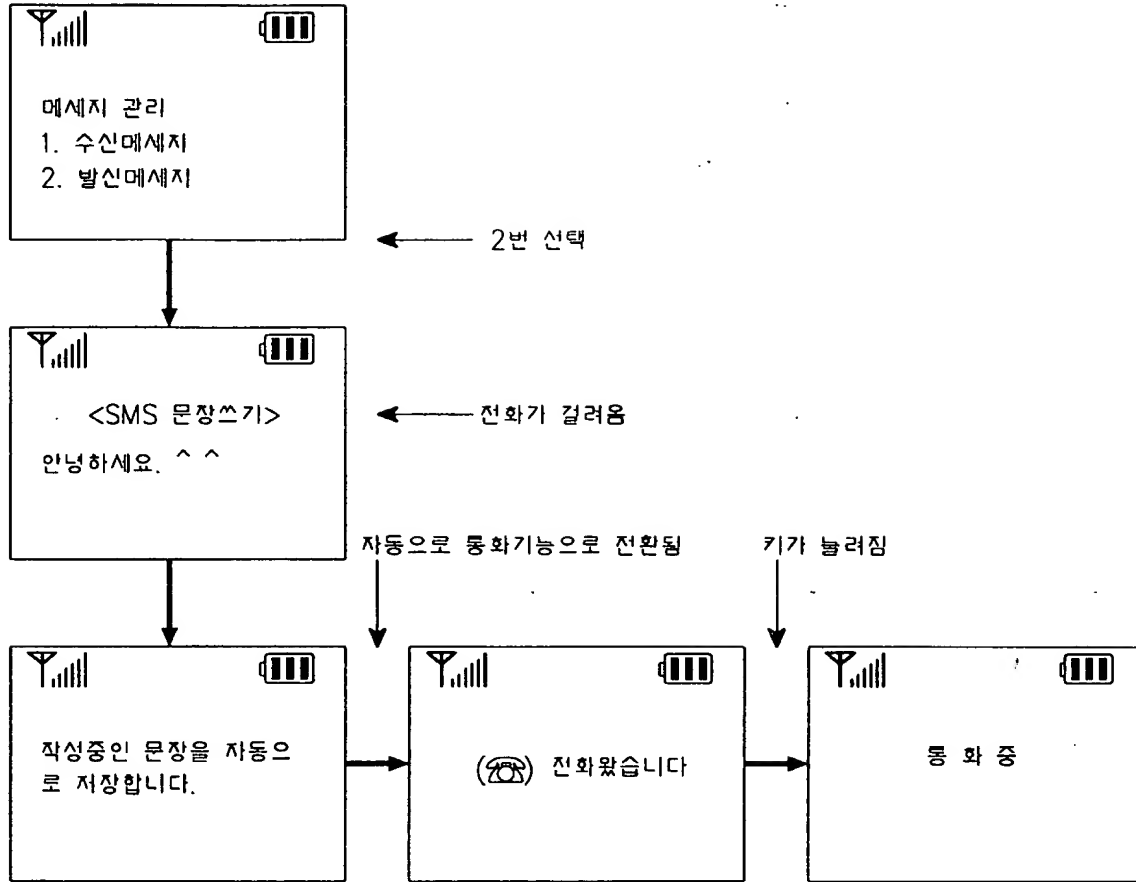 메세지 관리
1. 수신메세지
2. 발신메세지
2번 선택
<SMS 문장쓰기>
전화가 걸려옴
안녕하세요. ^ ^
자동으로 통화기능으로 전환됨
키가 눌려짐
작성중인 문장을 자동으
로 저장합니다.
( ) 전화왔습니다
통 화 중